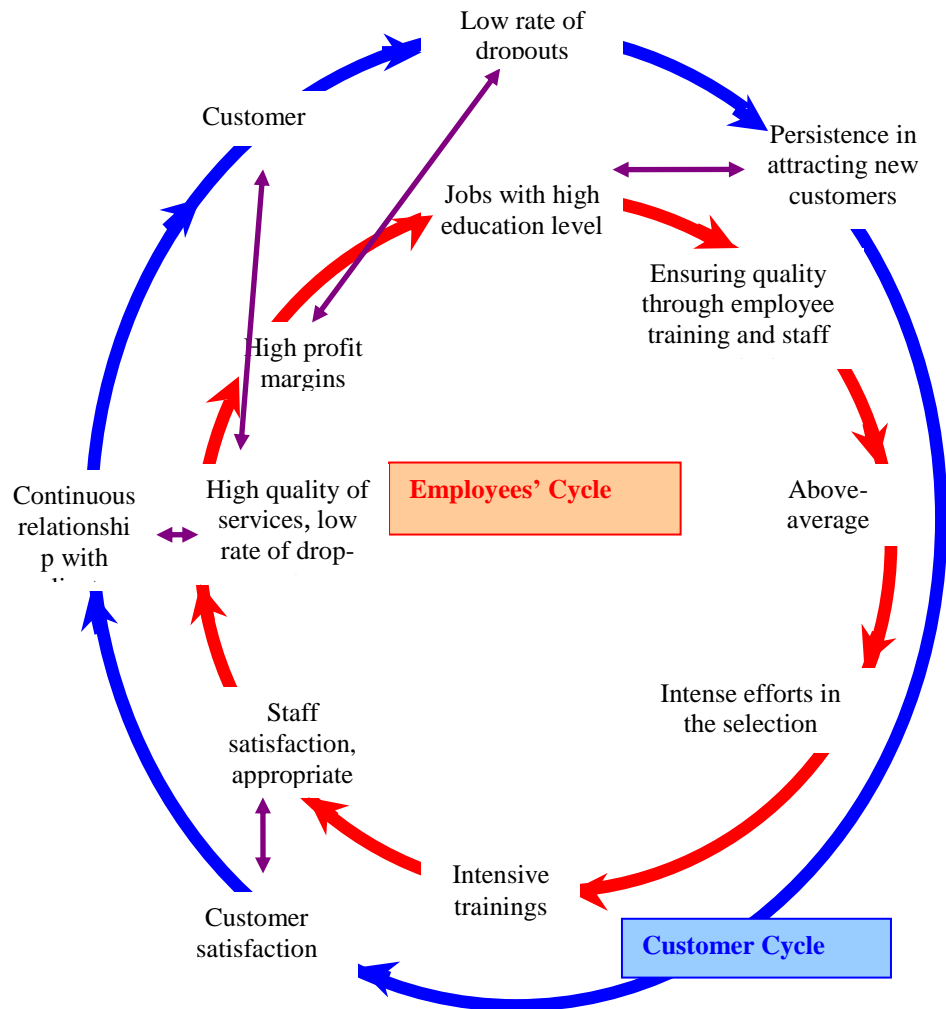 Low rate of
dropouts
Customer
Persistence in
attracting new
customers
Jobs with high
education level
Ensuring quality
through employee
training and staff
High profit
margins
Employees' Cycle
Continuous
relationshi
p with
High quality of
services, low
rate of drop-
Above-
average
Intense efforts in
the selection
Staff
satisfaction,
appropriate
Intensive
trainings
Customer
satisfaction
Customer Cycle